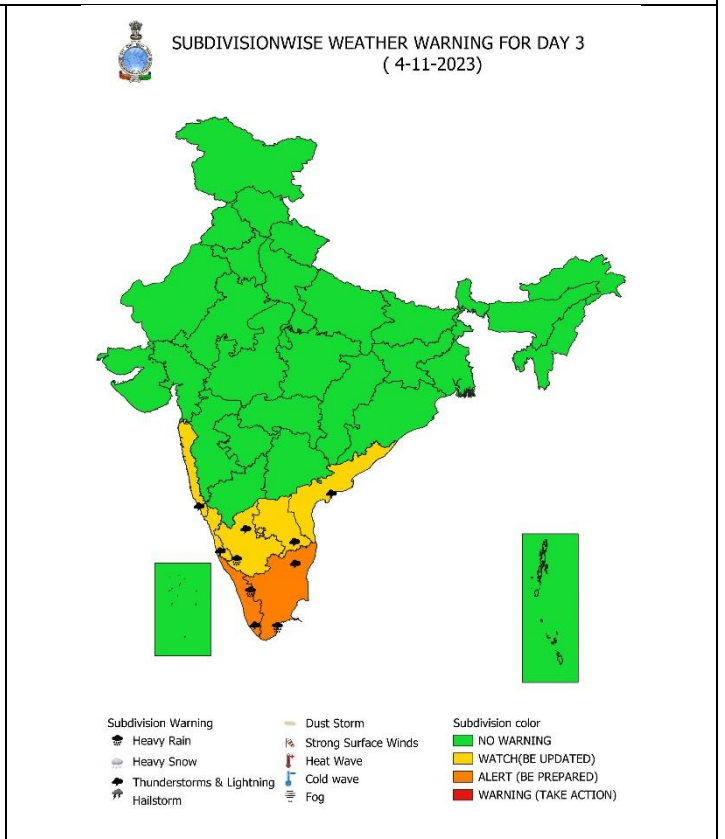 SUBDIVISIONWISE WEATHER WARNING FOR DAY 3
( 4-11-2023)
Subdivision Warning
Heavy Rain
Heavy Snow
Thunderstorms & Lightning
Hailstorm
Dust Storm
Strong Surface Winds
Heat Wave
Cold wave
Fog
Subdivision color
NO WARNING
WATCH(BE UPDATED)
ALERT (BE PREPARED)
WARNING (TAKE ACTION)